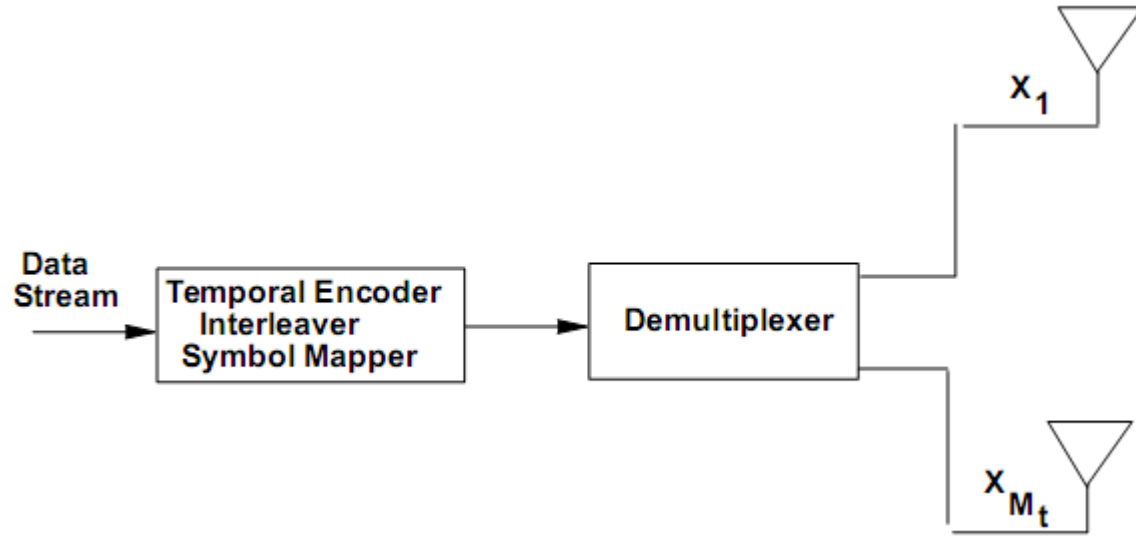 X1
Data
Stream
Temporal Encoder
Interleaver
Symbol Mapper
Demultiplexer
XMt